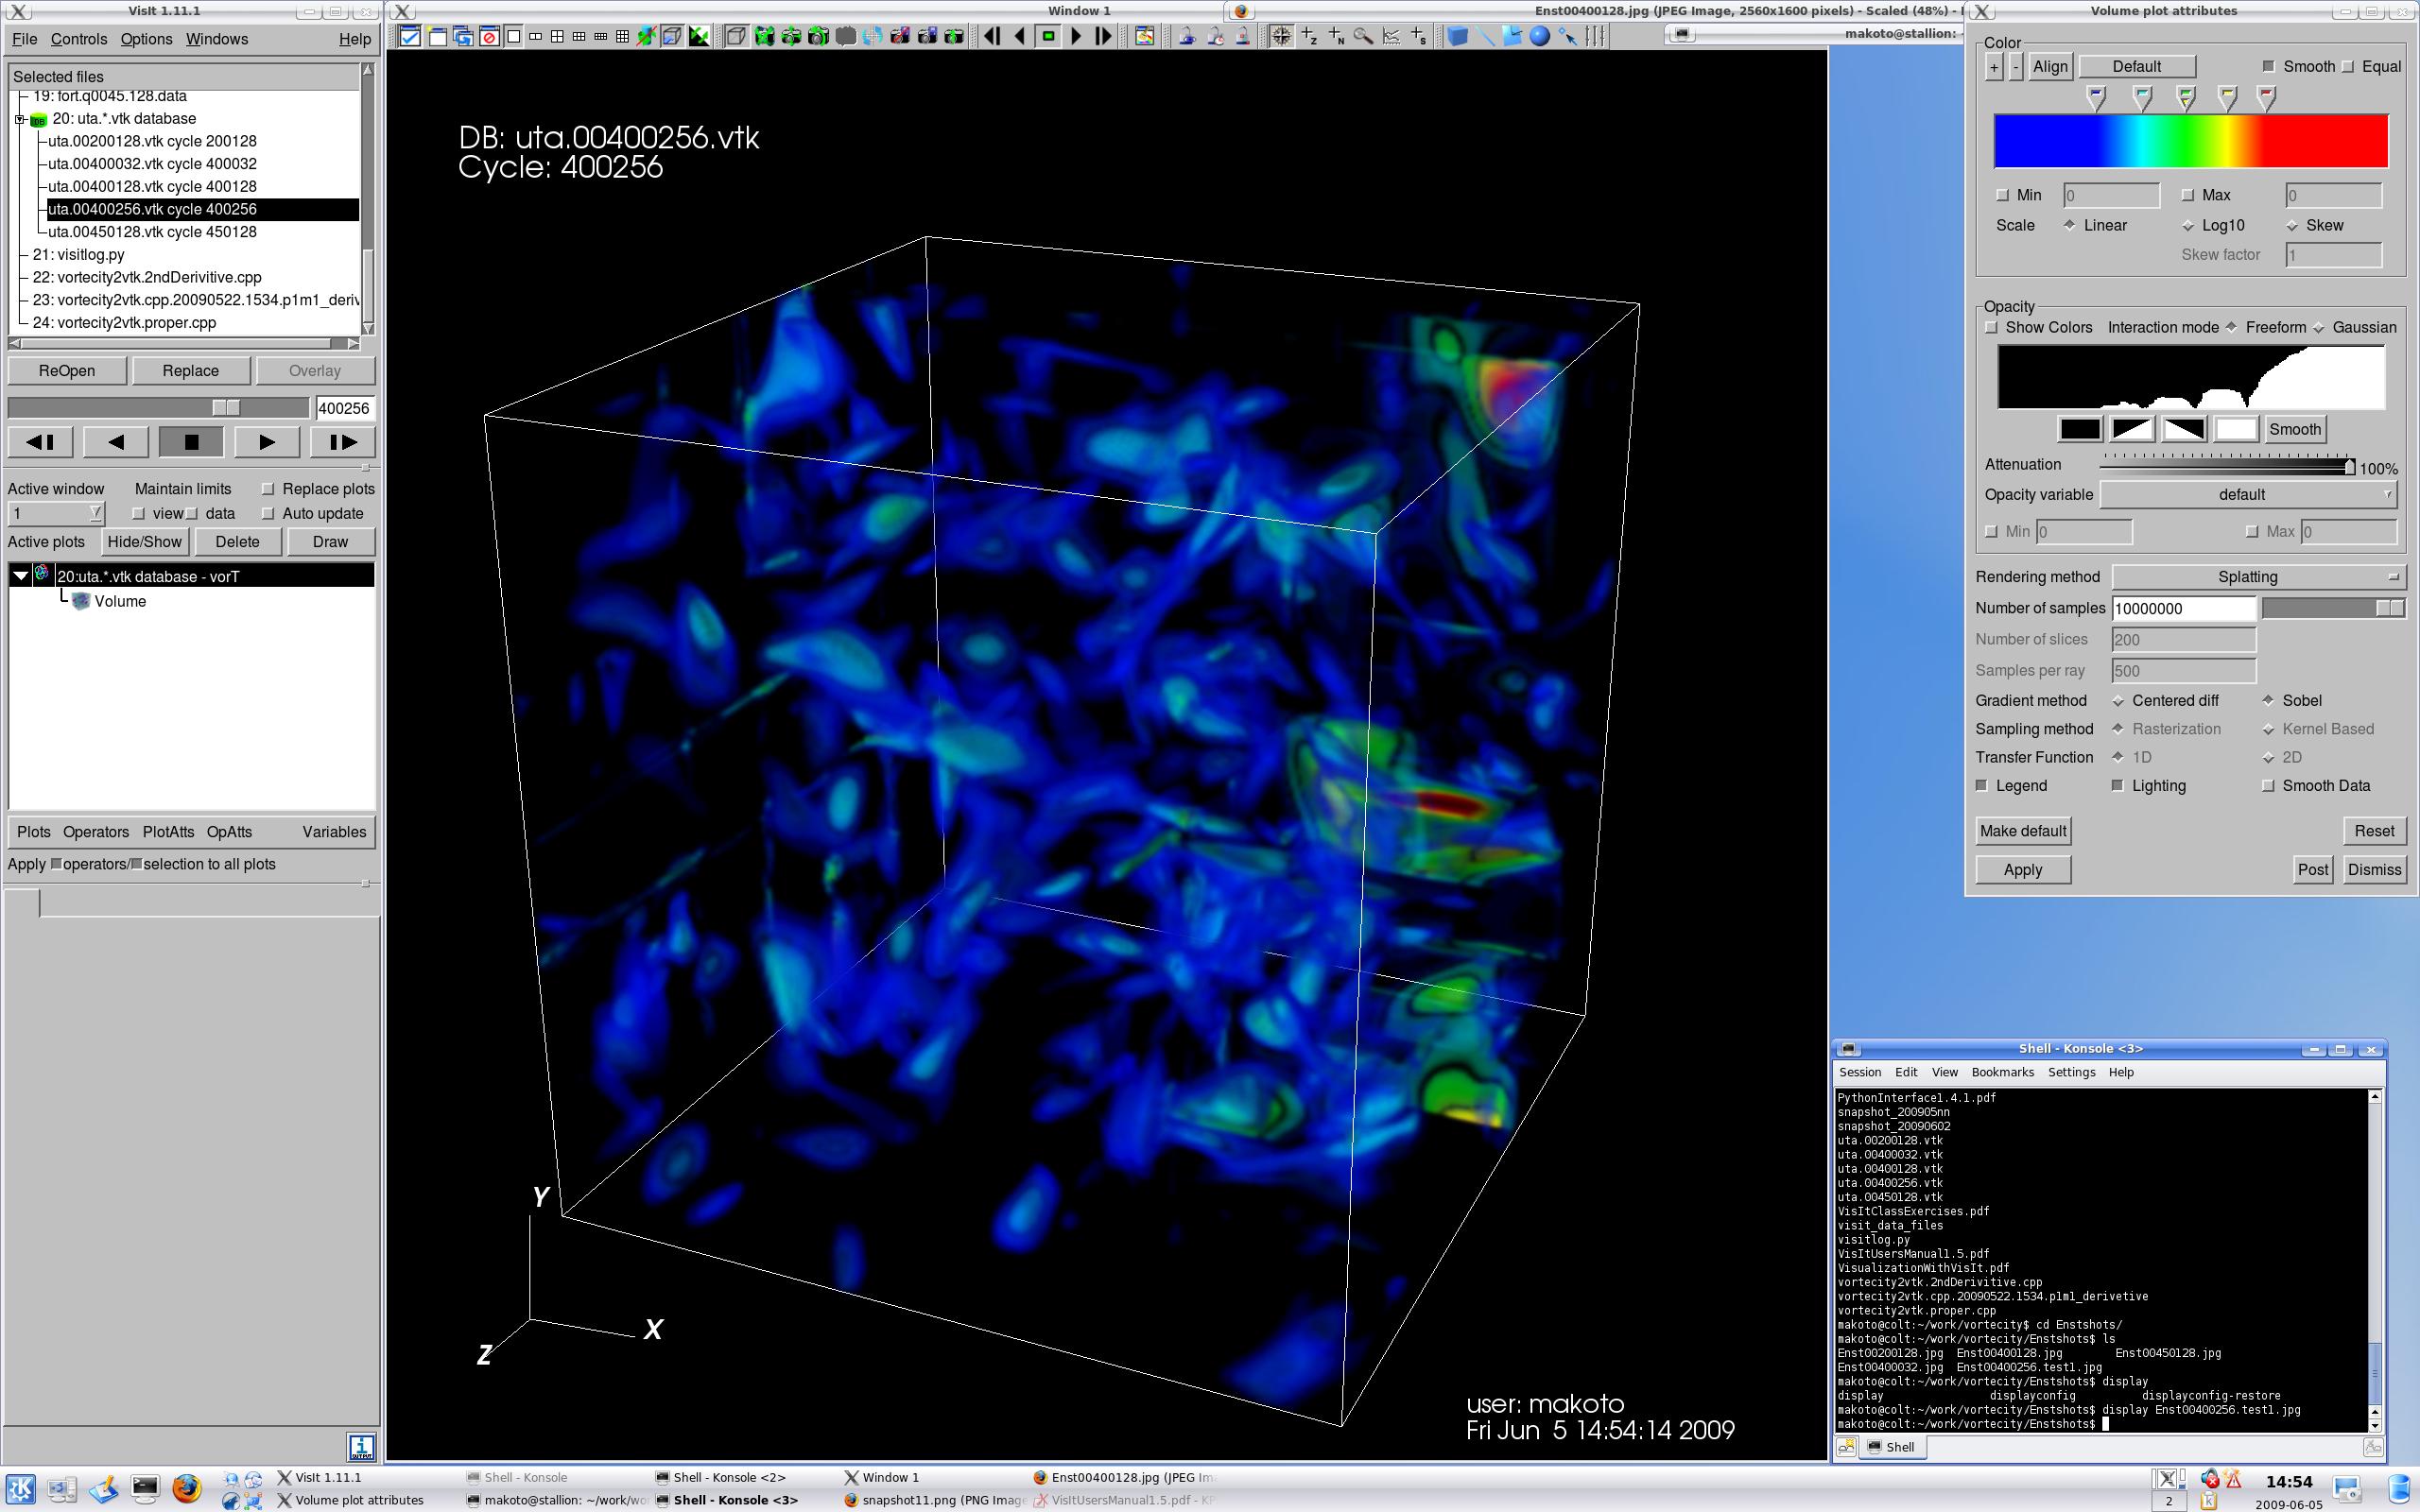 VisIt 1.11.1
File Controls Options Windows Help
Selected files
19: fort.q0045.128.data
20: uta.*.vtk database
uta.00200128.vtk cycle 200128
uta.00400032.vtk cycle 400032
uta.00400128.vtk cycle 400128
uta.00400256.vtk cycle 400256
uta.00450128.vtk cycle 450128
21: visitlog.py
22: vortecity2vtk.2ndDerivitive.cpp
23: vortecity2vtk.cpp.20090522.1534.p1m1_deriv
24: vortecity2vtk.proper.cpp
ReOpen Replace Overlay
400256
Active window Maintain limits Replace plots
1 view data Auto update
Active plots Hide/Show Delete Draw
20:uta.*.vtk database - vorT
Volume
Plots Operators PlotAtts OpAtts Variables
Apply operators/ selection to all plots
Window 1
Enst00400128.jpg (JPEG Image, 2560x1600 pixels) - Scaled (48%) -
makoto@stallion:
DB: uta.00400256.vtk
Cycle: 400256
Y
X
Z
user: makoto
Fri Jun 5 14:54:14 2009
Volume plot attributes
Color
+ - Align Default Smooth Equal
Min 0 Max 0
Scale Linear Log10 Skew
Skew factor 1
Opacity
Show Colors Interaction mode Freeform Gaussian
Smooth
Attenuation 100%
Opacity variable default
Min 0 Max 0
Rendering method Splatting
Number of samples 10000000
Number of slices 200
Samples per ray 500
Gradient method Centered diff Sobel
Sampling method Rasterization Kernel Based
Transfer Function 1D 2D
Legend Lighting Smooth Data
Make default Reset
Apply Post Dismiss
Shell - Konsole <3>
Session Edit View Bookmarks Settings Help
PythonInterface1.4.1.pdf
snapshot_200905nn
snapshot_20090602
uta.00200128.vtk
uta.00400032.vtk
uta.00400128.vtk
uta.00400256.vtk
uta.00450128.vtk
VisItClassExercises.pdf
visit_data_files
visitlog.py
VisItUsersManual1.5.pdf
VisualizationWithVisIt.pdf
vortecity2vtk.2ndDerivitive.cpp
vortecity2vtk.cpp.20090522.1534.p1m1_derivetive
vortecity2vtk.proper.cpp
makoto@colt:~/work/vortecity$ cd Enstshots/
makoto@colt:~/work/vortecity/Enstshots$ ls
Enst00200128.jpg Enst00400128.jpg Enst00450128.jpg
Enst00400032.jpg Enst00400256.test1.jpg
makoto@colt:~/work/vortecity/Enstshots$ display
display displayconfig displayconfig-restore
makoto@colt:~/work/vortecity/Enstshots$ display Enst00400256.test1.jpg
makoto@colt:~/work/vortecity/Enstshots$
Shell
VisIt 1.11.1 Shell - Konsole Shell - Konsole <2> Window 1 Enst00400128.jpg (JPEG Im
Volume plot attributes makoto@stallion: ~/work/wo Shell - Konsole <3> snapshot11.png (PNG Image VisItUsersManual1.5.pdf - KP
2
14:54
2009-06-05